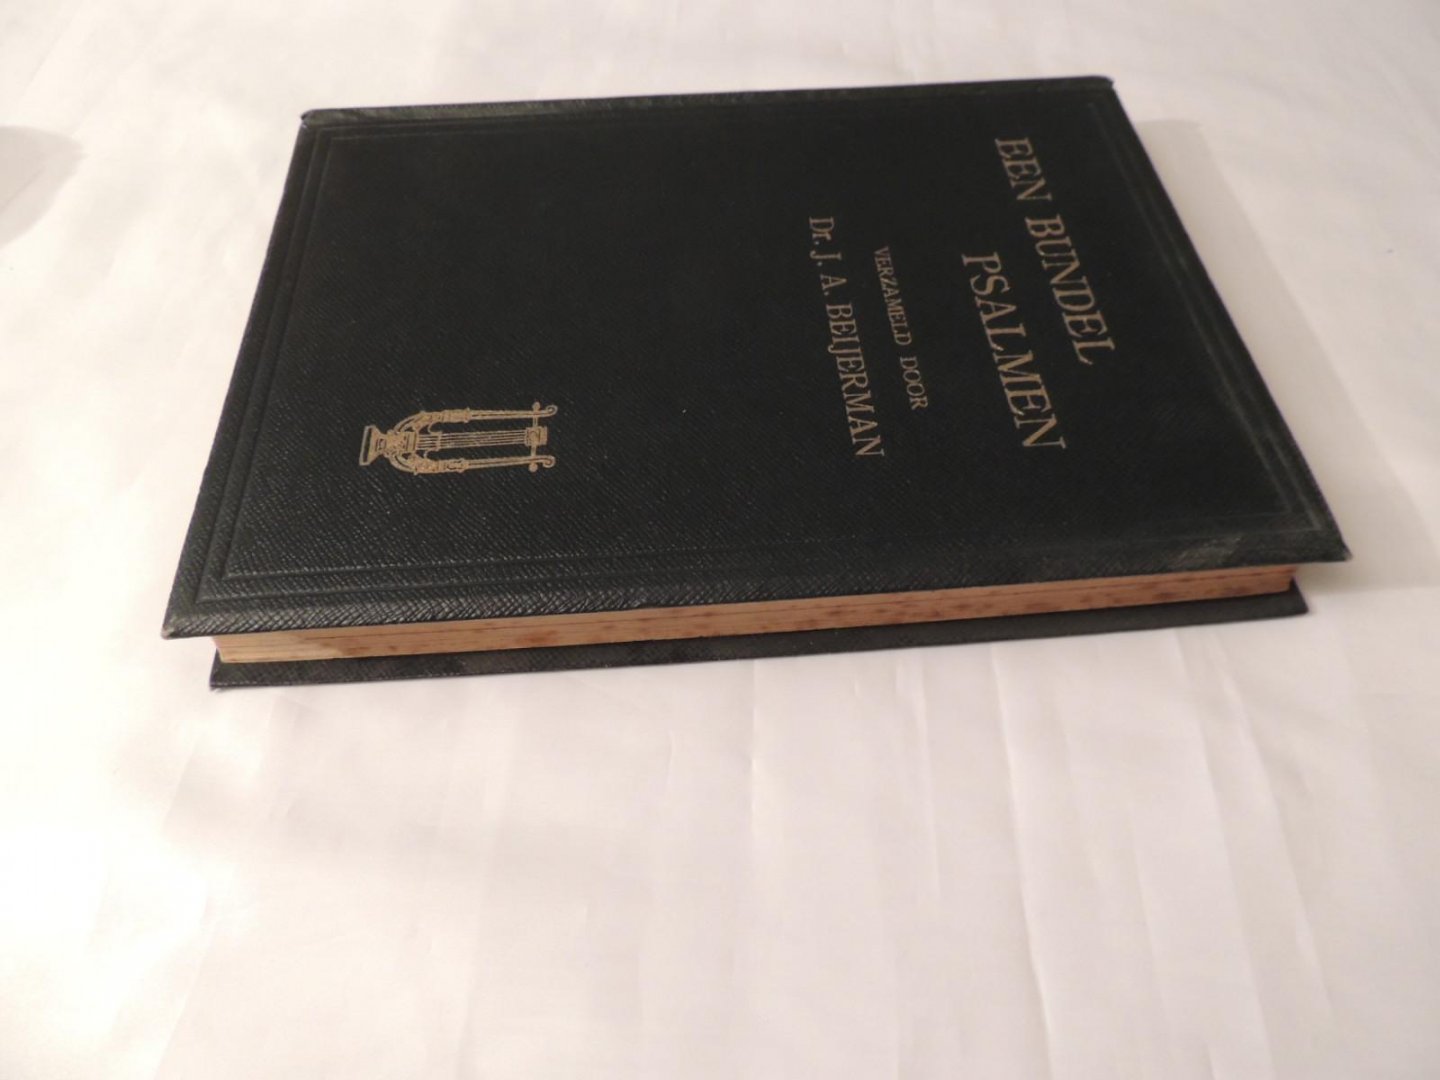 EEN BUNDEL
PSALMEN
VERZAMELD DOOR
Dr. J. A. BEIJERMAN